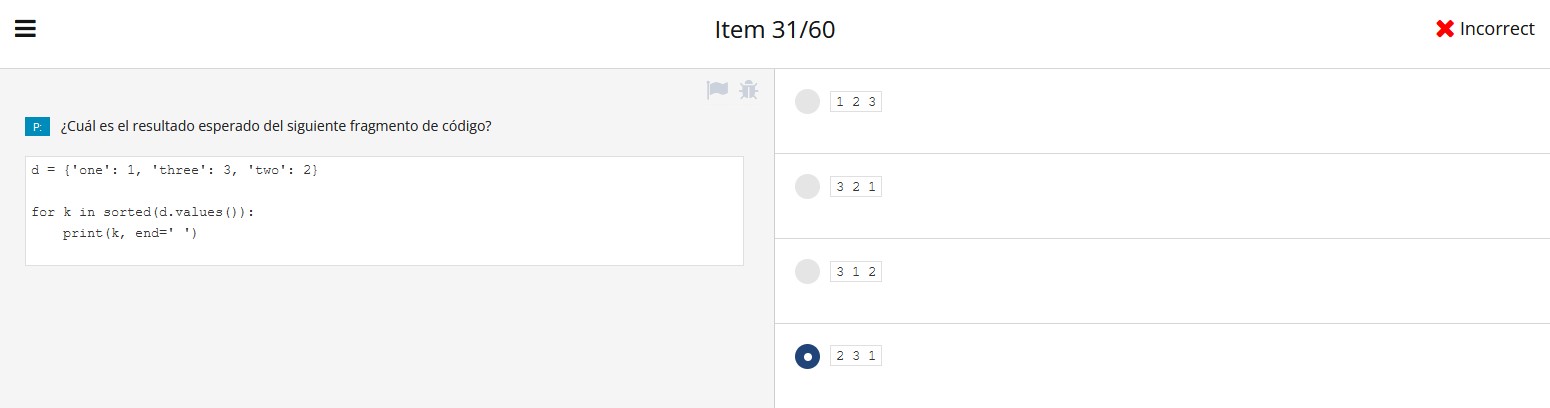 Item 31/60
Incorrect
P: ¿Cuál es el resultado esperado del siguiente fragmento de código?
d = {'one': 1, 'three': 3, 'two': 2}
for k in sorted(d.values()):
    print(k, end=' ')
1 2 3
3 2 1
3 1 2
2 3 1